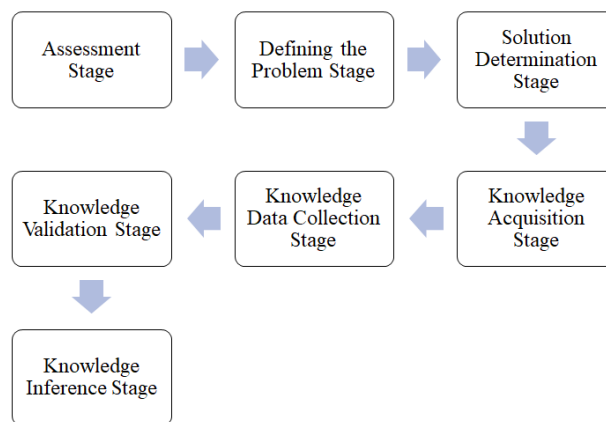 Assessment
Stage
Defining the
Problem Stage
Solution
Determination
Stage
Knowledge
Acquisition
Stage
Knowledge
Data Collection
Stage
Knowledge
Validation Stage
Knowledge
Inference Stage